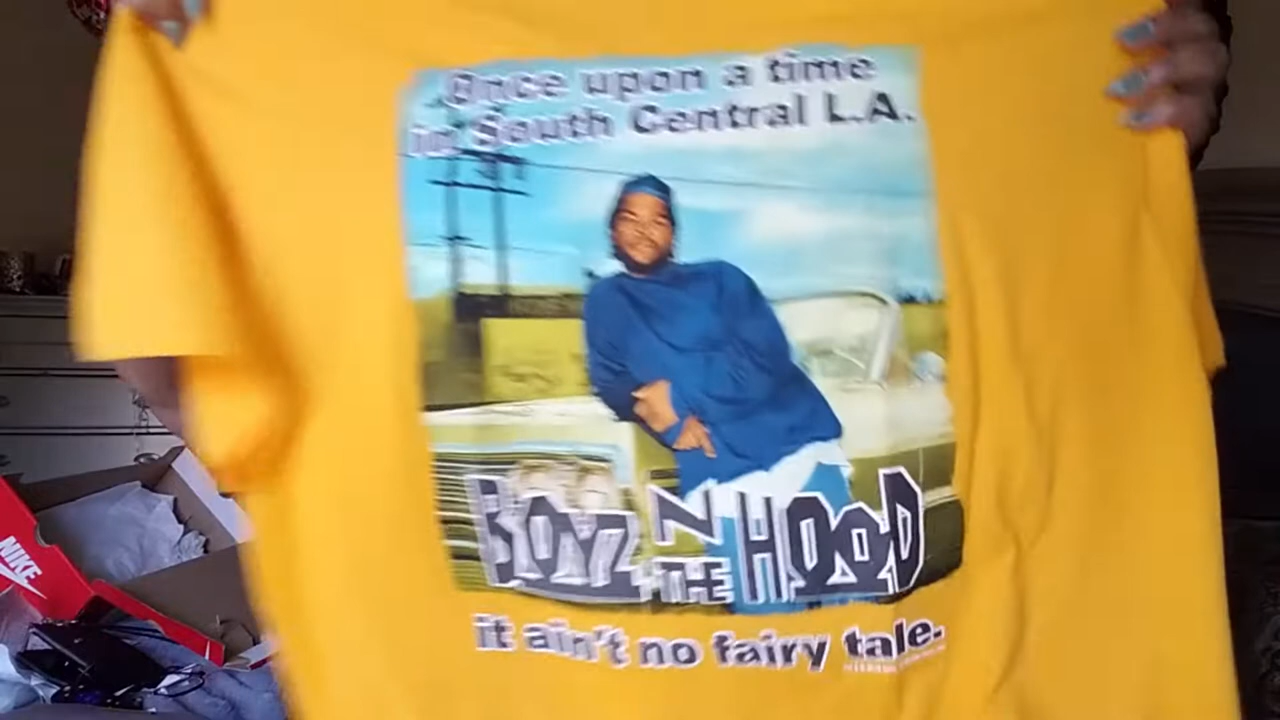 Once upon a time
in South Central L.A.
BOYZ N
THE HOOD
it ain't no fairy tale.
NIKE